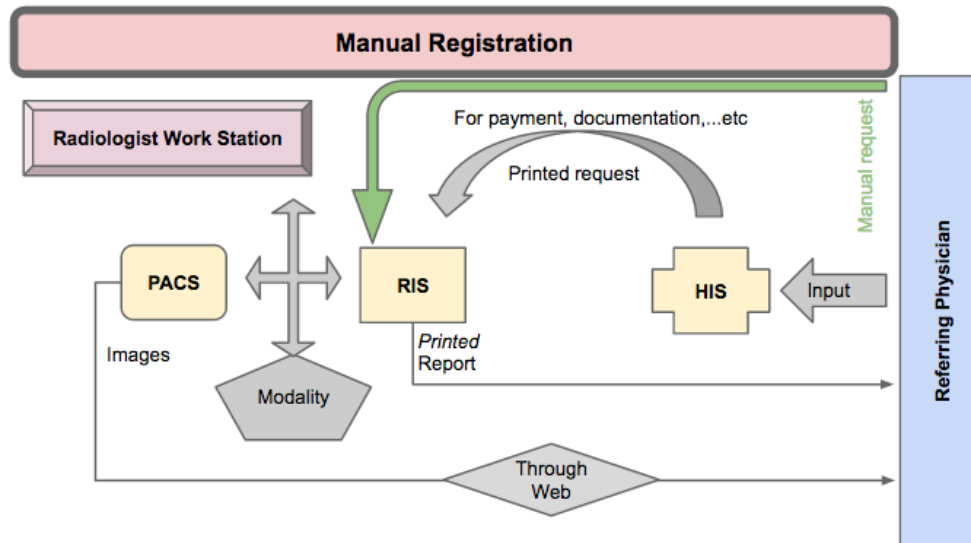 Manual Registration
Radiologist Work Station
For payment, documentation,...etc
Printed request
Manual request
PACS
RIS
HIS
Input
Images
Printed
Report
Modality
Through
Web
Referring Physician